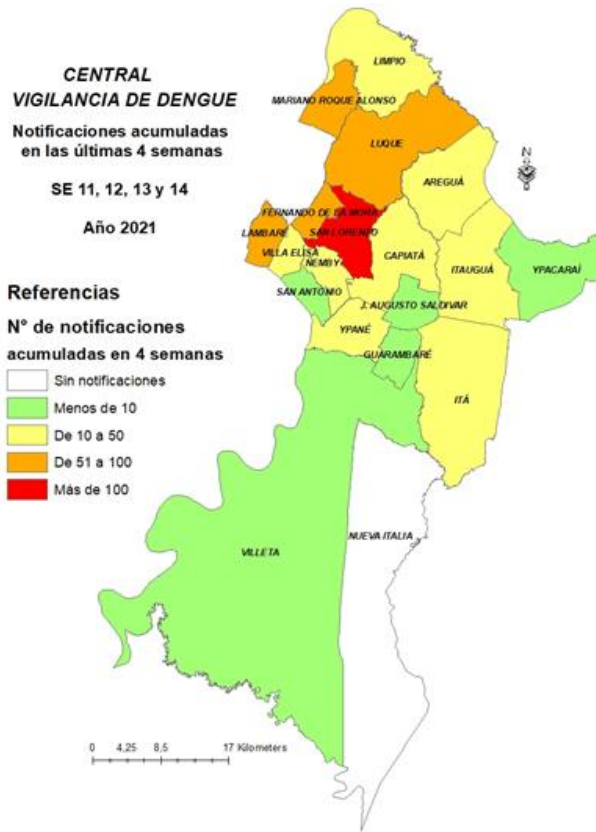 CENTRAL
VIGILANCIA DE DENGUE
Notificaciones acumuladas
en las últimas 4 semanas
SE 11, 12, 13 y 14
Año 2021
Referencias
N° de notificaciones
acumuladas en 4 semanas
Sin notificaciones
Menos de 10
De 10 a 50
De 51 a 100
Más de 100
LIMPIO
MARIANO ROQUE ALONSO
LUQUE
N
AREGUÁ
FERNANDO DE LA MORA
LAMBARÉ
SAN LORENZO
VILLA ELISA
CAPIATÁ
ÑEMBY
ITAUGUÁ
YPACARAÍ
SAN ANTONIO
J. AUGUSTO SALDIVAR
YPANÉ
GUARAMBARÉ
ITÁ
NUEVA ITALIA
VILLETA
0 4,25 8,5 17 Kilometers